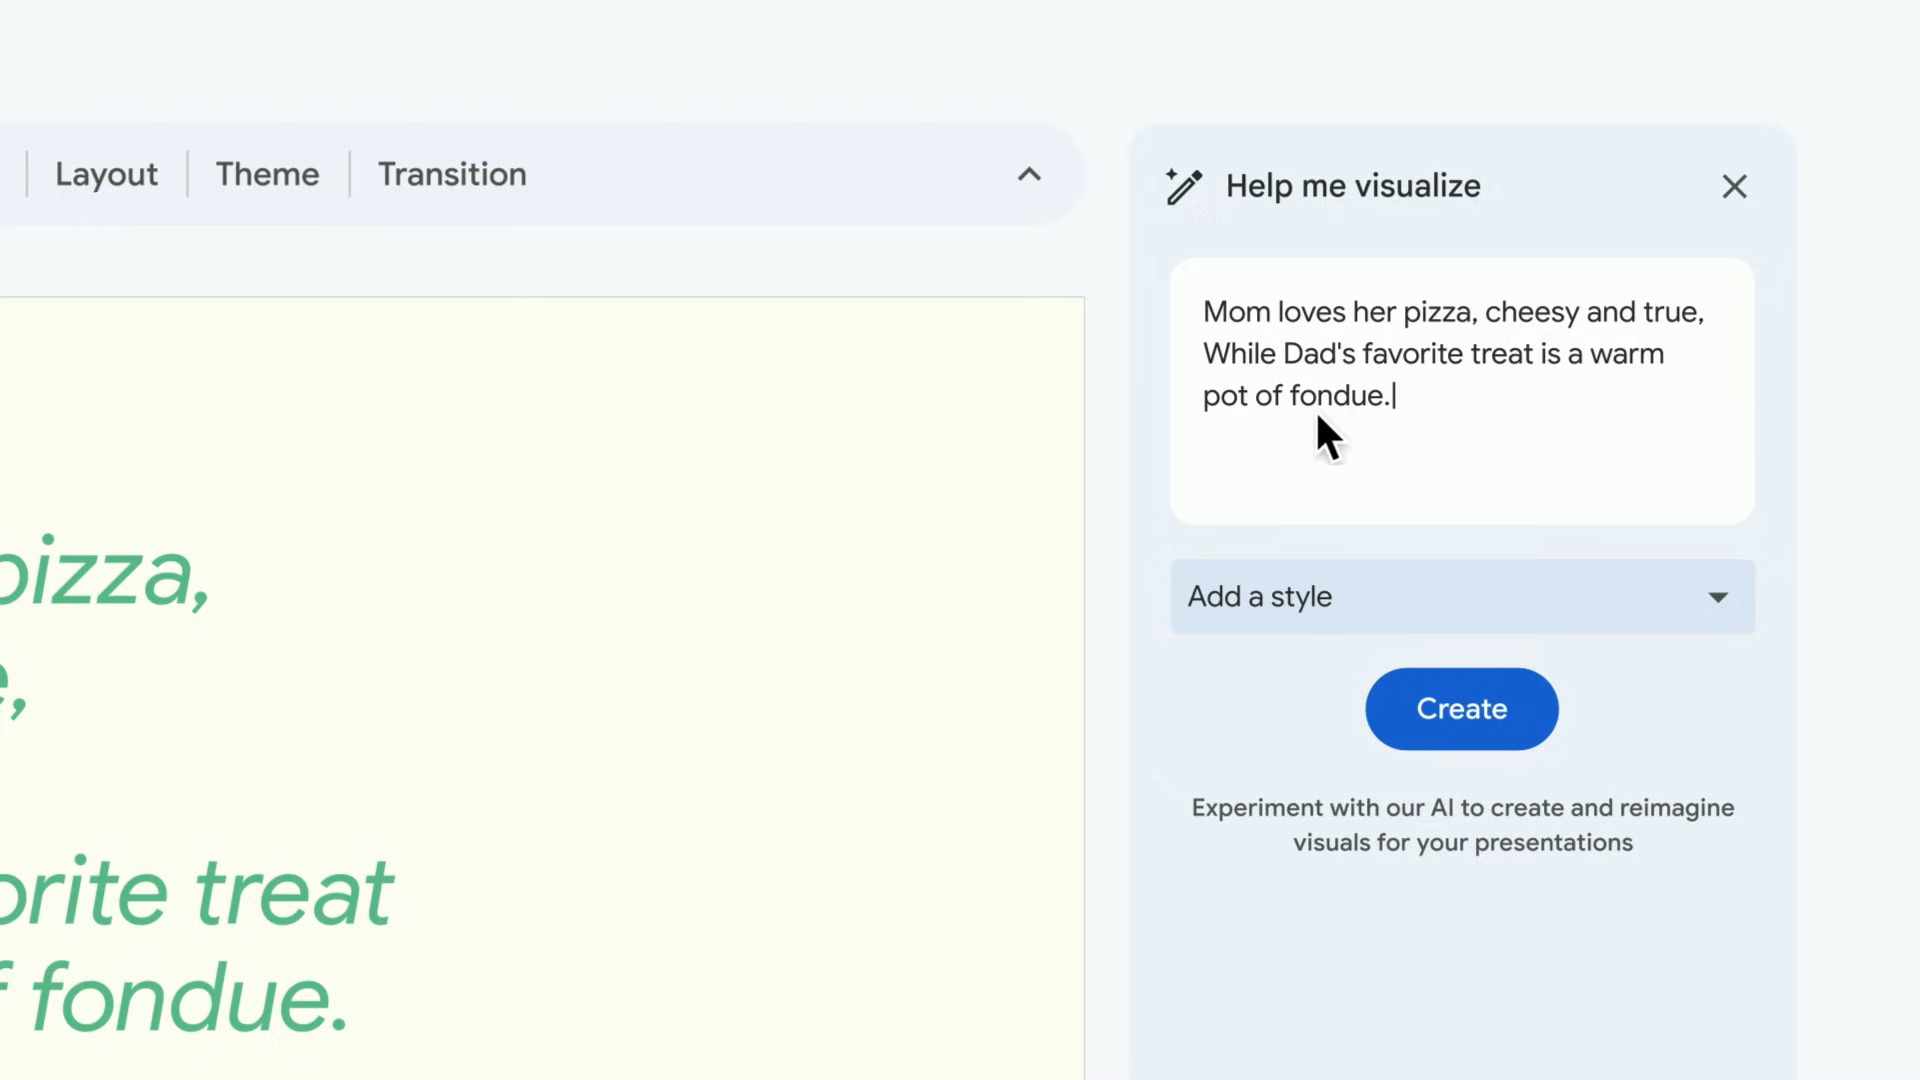 Layout
Theme
Transition
Help me visualize
Mom loves her pizza, cheesy and true,
While Dad's favorite treat is a warm
pot of fondue.
Add a style
Create
Experiment with our AI to create and reimagine
visuals for your presentations
pizza,
treat
fondue.